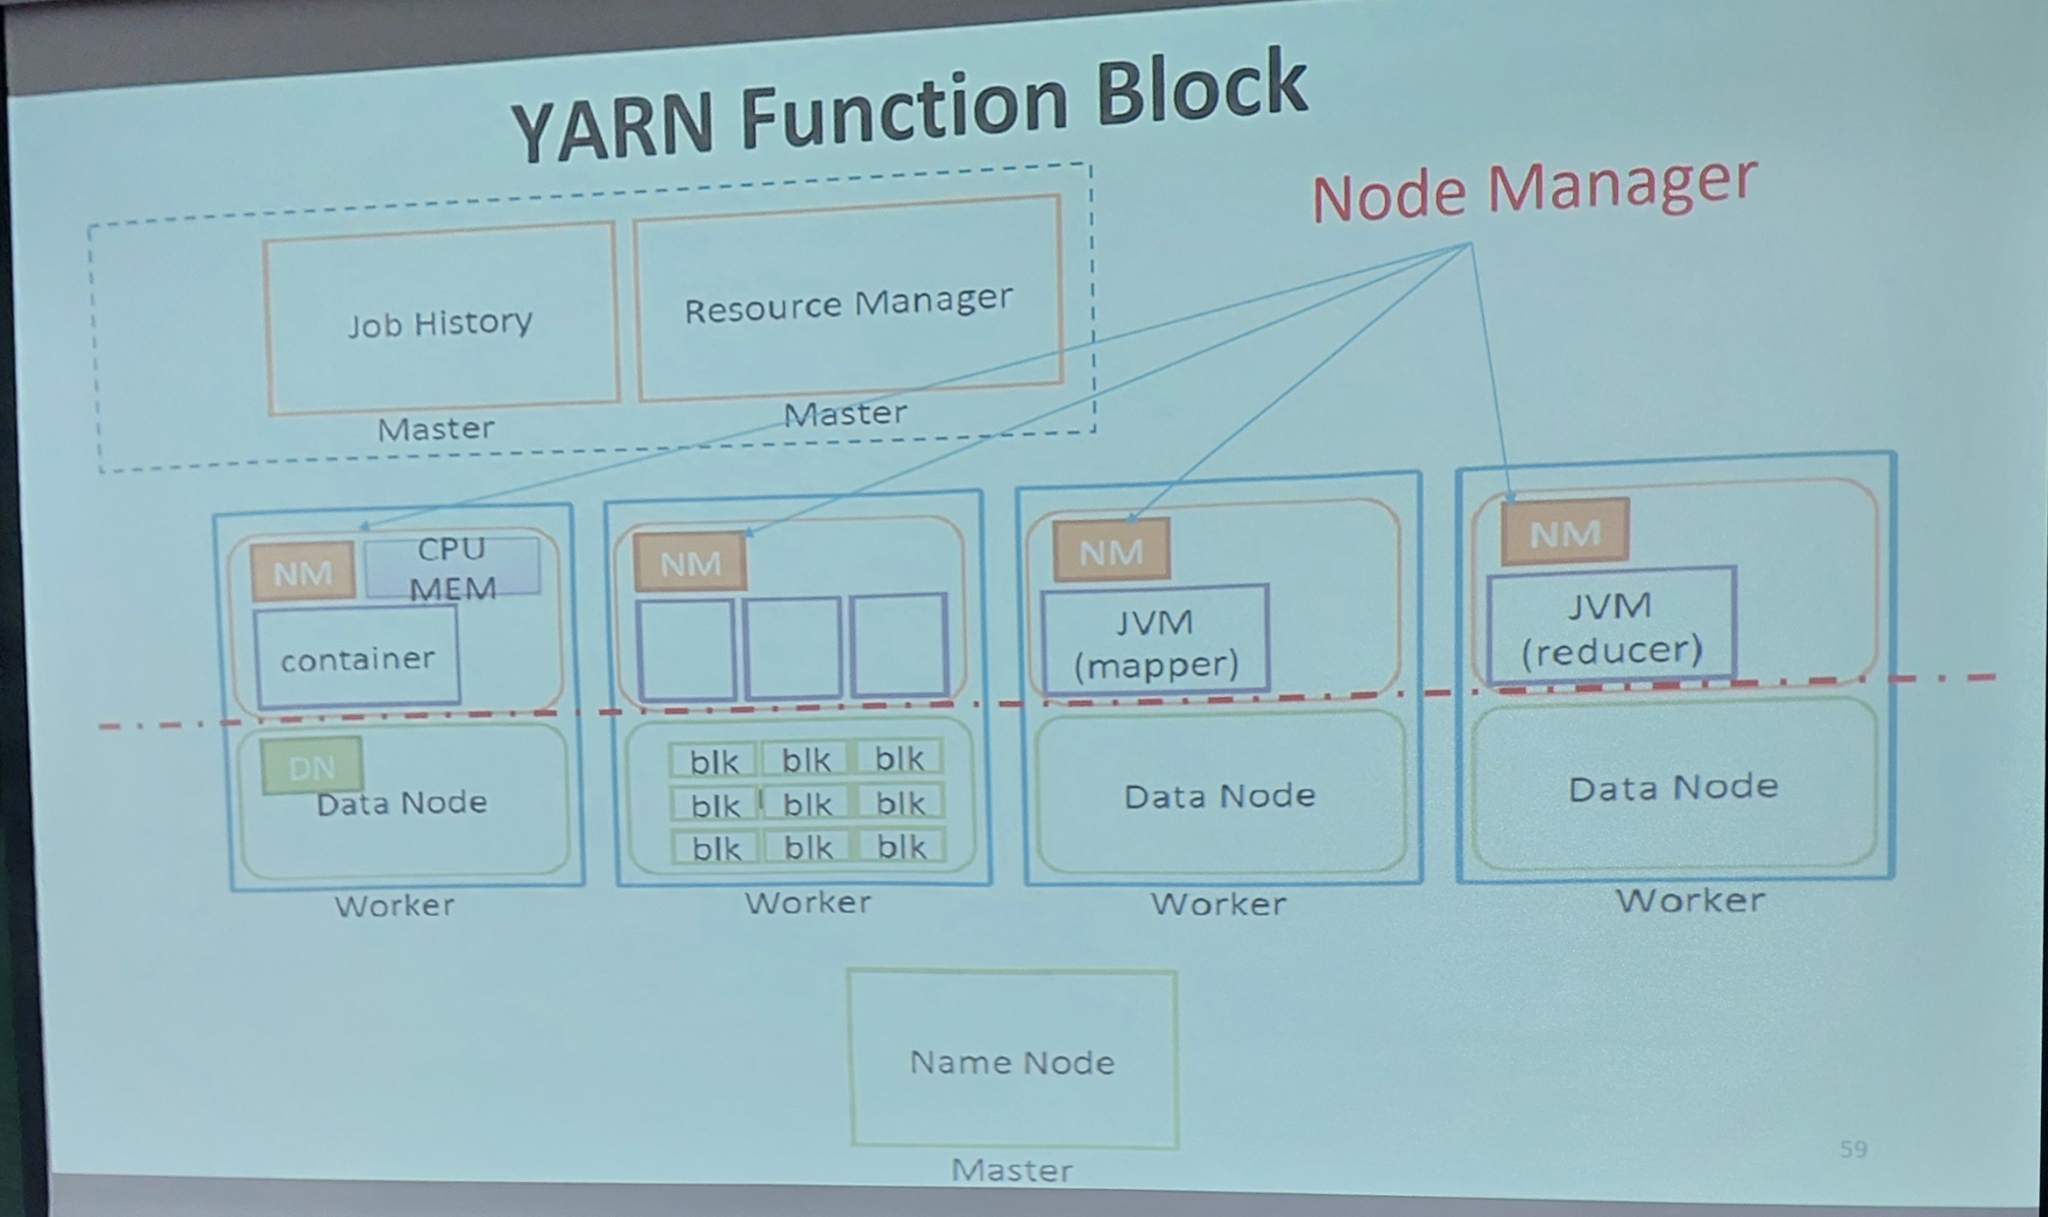 YARN Function Block
Node Manager
Job History
Resource Manager
Master
Master
NM
CPU
MEM
container
NM
NM
JVM
(mapper)
NM
JVM
(reducer)
DN
Data Node
blk blk blk
blk blk blk
blk blk blk
Data Node
Data Node
Worker
Worker
Worker
Worker
Name Node
Master
59